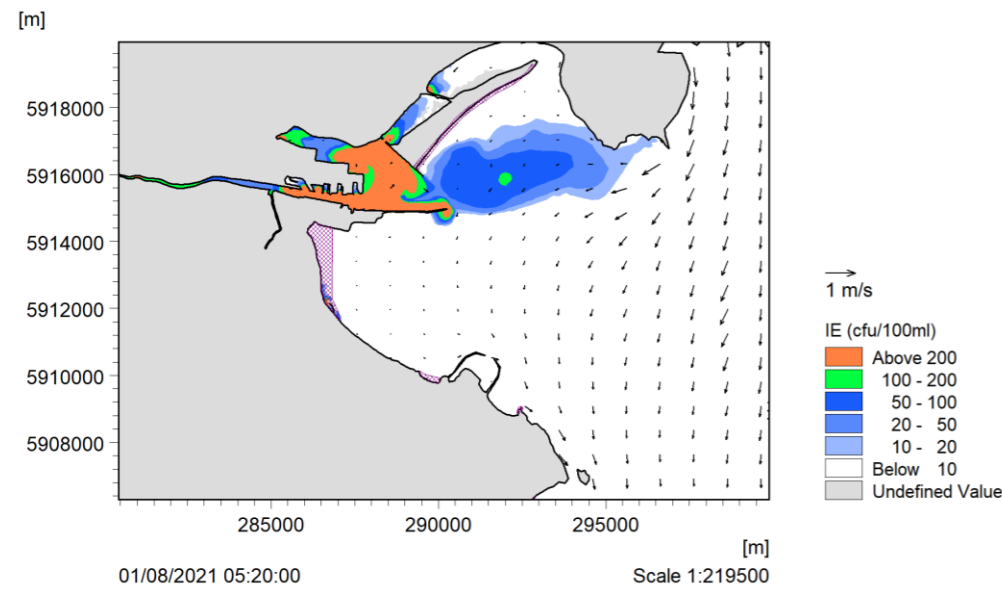 [m]
5918000
5916000
5914000
5912000
5910000
5908000
285000 290000 295000
[m]
01/08/2021 05:20:00 Scale 1:219500
1 m/s
IE (cfu/100ml)
Above 200
100 - 200
50 - 100
20 - 50
10 - 20
Below 10
Undefined Value